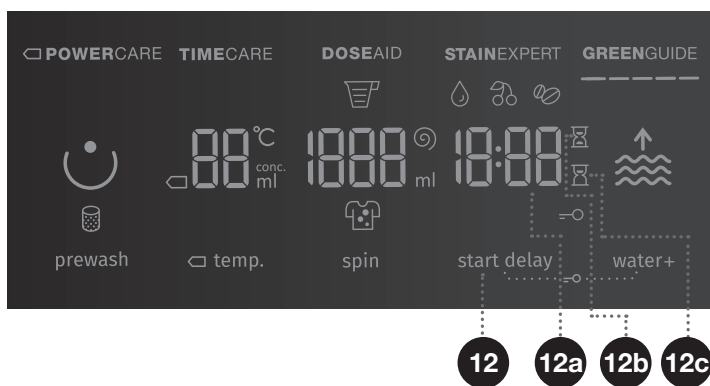 POWERCARE TIMECARE DOSEAID STAINEXPERT GREENGUIDE
88 °C 1888 18:88
conc.
ml ml
prewash temp. spin start delay water+
12 12a 12b 12c